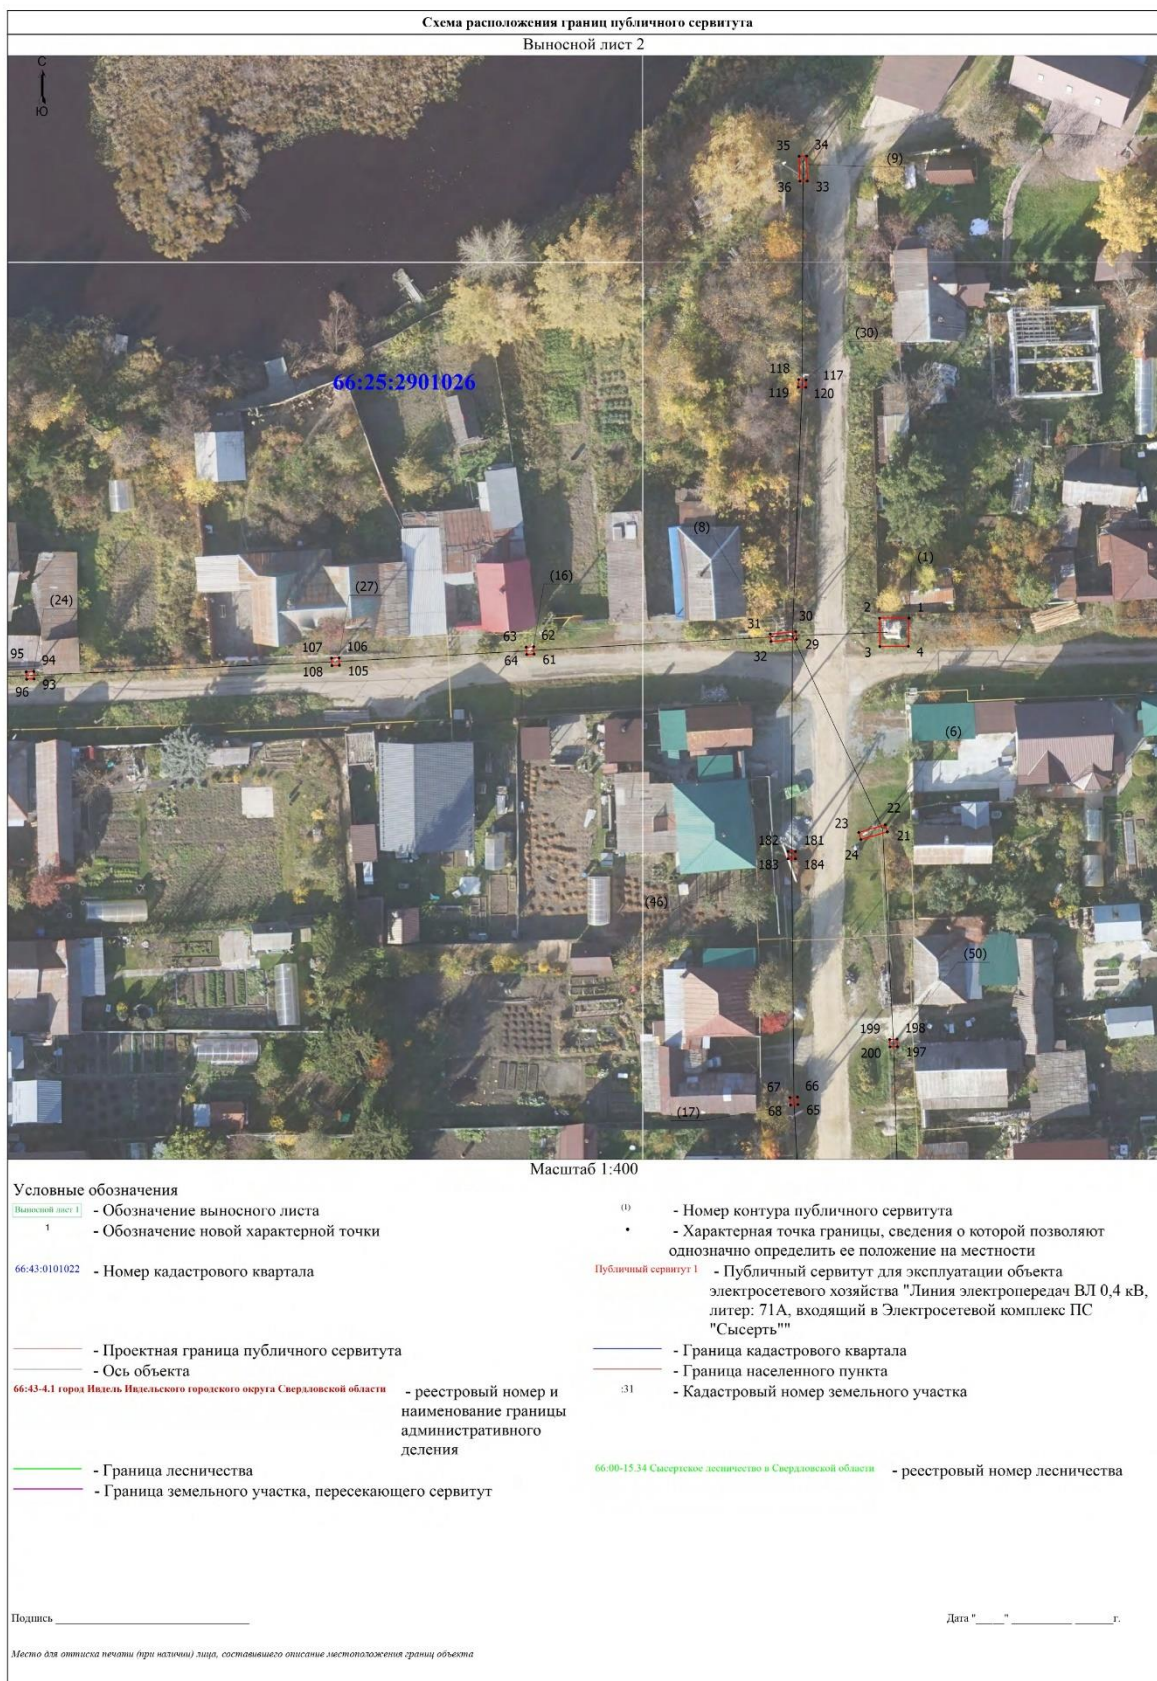 Схема расположения границ публичного сервитута
Выносной лист 2
С
Ю
35 34
(9)
36 33
(30)
66:25:2901026
118 117
119 120
(8)
(1)
(16)
(27)
(24)
2 1
31 30
63 62
29
32
3 4
107 106
64 61
95 94
108 105
96 93
(6)
22
23 21
24
182 181
183 184
(46)
(50)
199 198
200 197
67 66
68 65
(17)
Масштаб 1:400
Условные обозначения
Выносной лист 1 - Обозначение выносного листа
1 - Обозначение новой характерной точки
66:43:0101022 - Номер кадастрового квартала
- Проектная граница публичного сервитута
- Ось объекта
66:43-4.1 город Ивдель Ивдельского городского округа Свердловской области - реестровый номер и
наименование границы
административного
деления
- Граница лесничества
- Граница земельного участка, пересекающего сервитут
(1) - Номер контура публичного сервитута
- Характерная точка границы, сведения о которой позволяют
однозначно определить ее положение на местности
Публичный сервитут 1 - Публичный сервитут для эксплуатации объекта
электросетевого хозяйства "Линия электропередач ВЛ 0,4 кВ,
литер: 71А, входящий в Электросетевой комплекс ПС
"Сысерть""
- Граница кадастрового квартала
- Граница населенного пункта
:31 - Кадастровый номер земельного участка
66:00-15.34 Сысертское лесничество в Свердловской области - реестровый номер лесничества
Подпись ____________________
Дата "_____" ___________ _______г.
Место для оттиска печати (при наличии) лица, составившего описание местоположения границ объекта